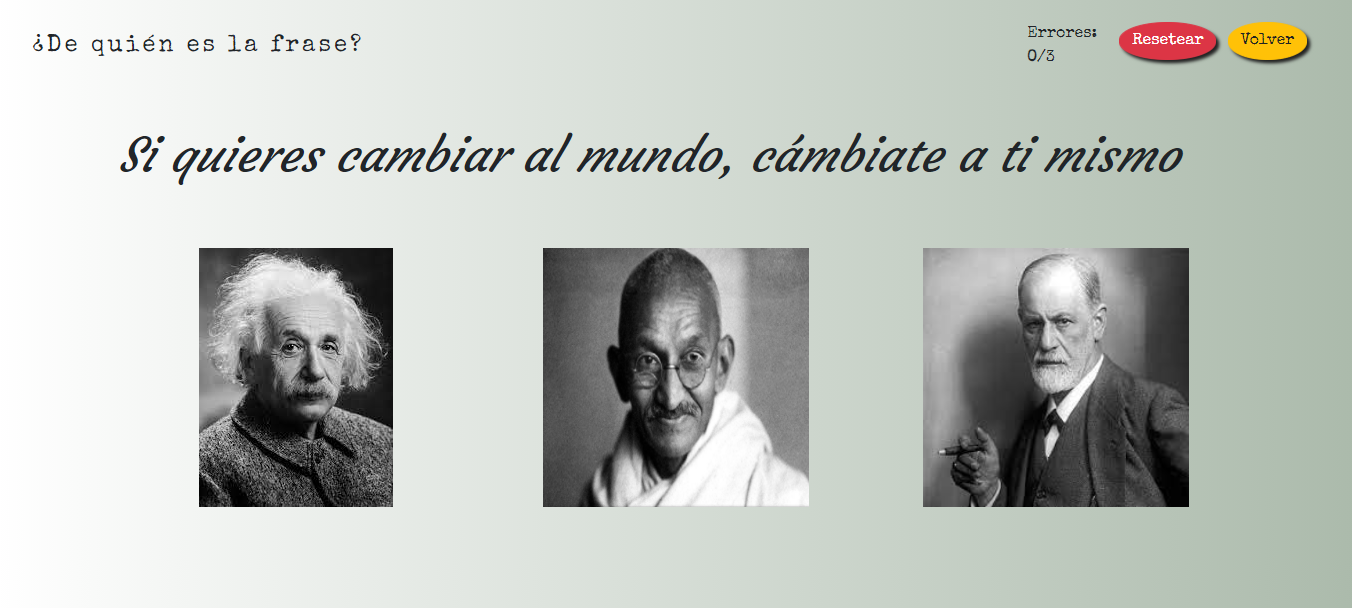 ¿De quién es la frase?
Errores:
0/3
Resetear
Volver
Si quieres cambiar al mundo, cámbiate a ti mismo